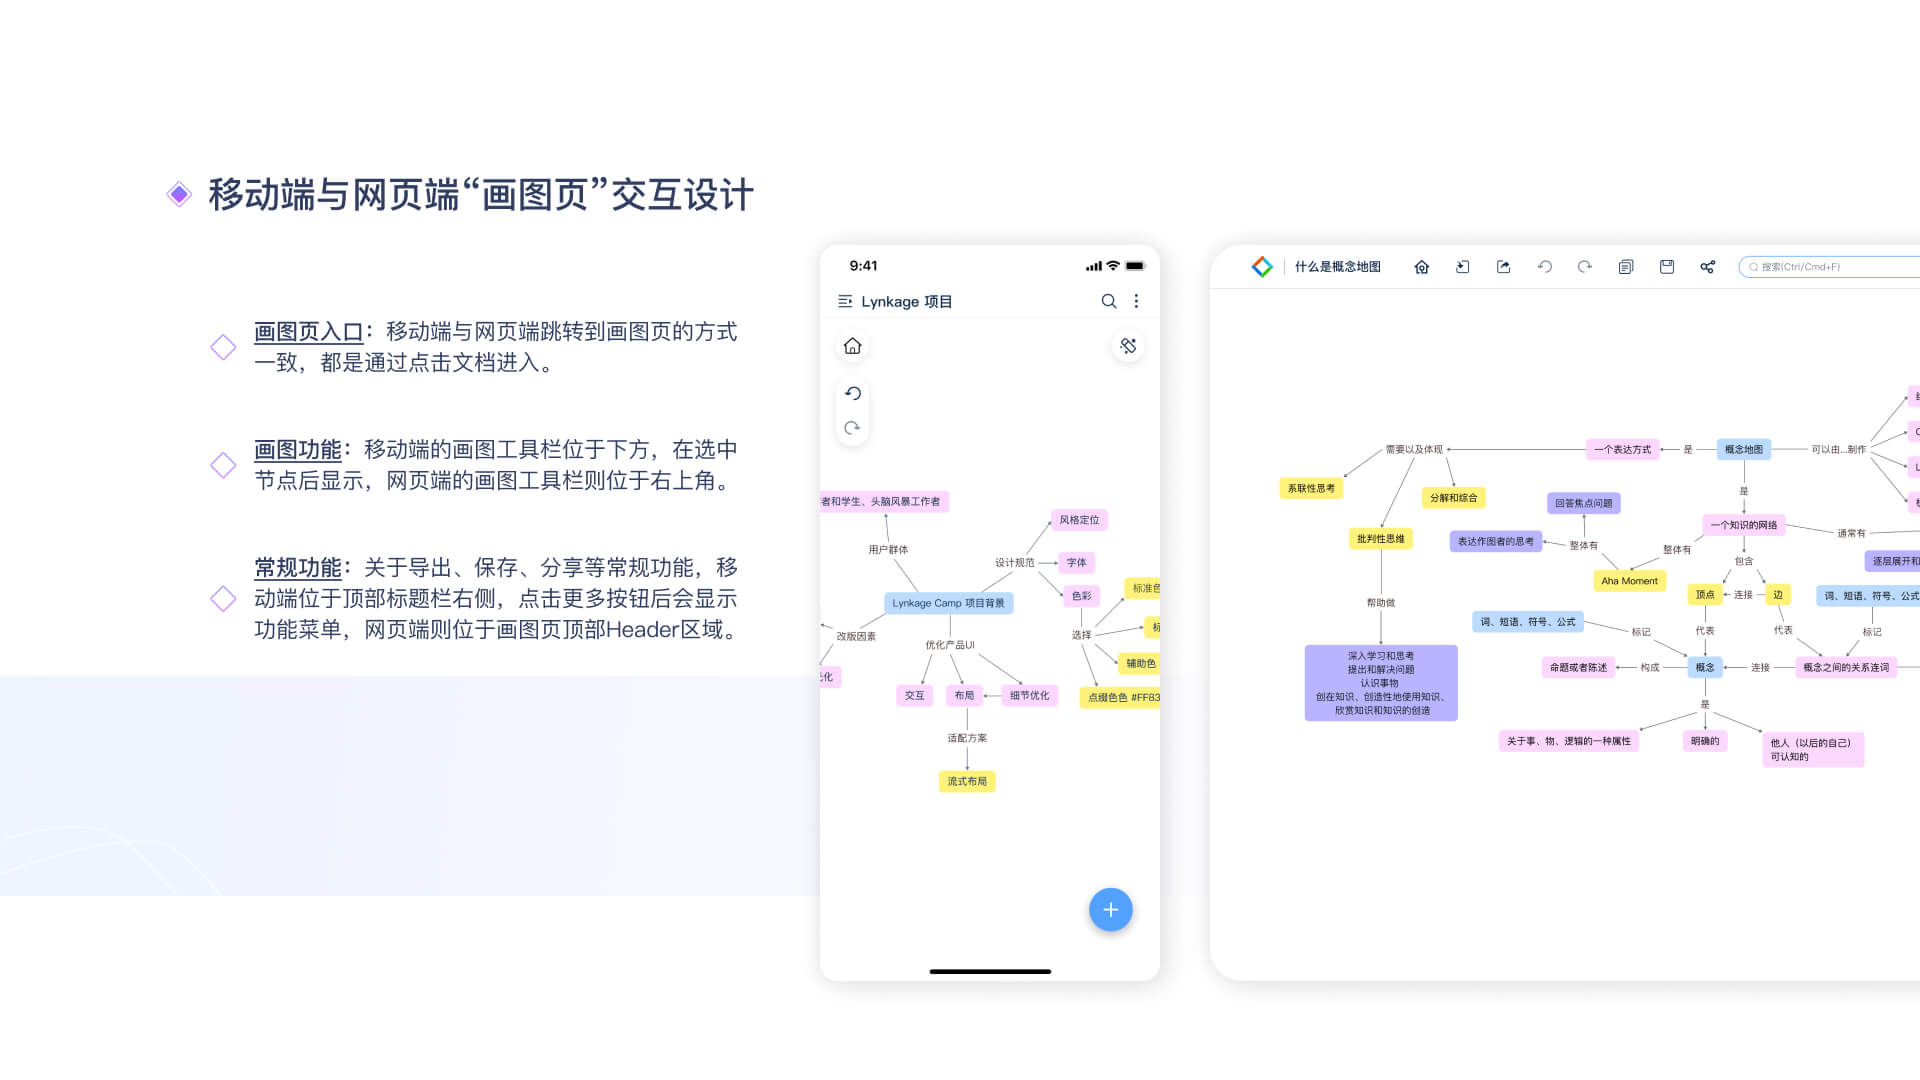 移动端与网页端“画图页”交互设计
画图页入口：移动端与网页端跳转到画图页的方式
一致，都是通过点击文档进入。
画图功能：移动端的画图工具栏位于下方，在选中
节点后显示，网页端的画图工具栏则位于右上角。
常规功能：关于导出、保存、分享等常规功能，移
动端位于顶部标题栏右侧，点击更多按钮后会显示
功能菜单，网页端则位于画图页顶部Header区域。
9:41
Lynkage 项目
者和学生、头脑风暴工作者
风格定位
用户群体
设计规范
字体
色彩
标准色
Lynkage Camp 项目背景
标
选择
改版因素
优化产品UI
辅助色
化
交互
布局
细节优化
点缀色色 #FF83
适配方案
流式布局
什么是概念地图
搜索(Ctrl/Cmd+F)
需要以及体现
一个表达方式
是
概念地图
可以由...制作
系联性思考
分解和综合
是
回答焦点问题
一个知识的网络
批判性思维
表达作图者的思考
整体有
整体有
通常有
包含
逐层展开和
Aha Moment
顶点
连接
边
词、短语、符号、公式
帮助做
词、短语、符号、公式
标记
代表
代表
标记
深入学习和思考
提出和解决问题
认识事物
创在知识、创造性地使用知识、
欣赏知识和知识的创造
命题或者陈述
构成
概念
连接
概念之间的关系连词
是
关于事、物、逻辑的一种属性
明确的
他人（以后的自己）
可认知的